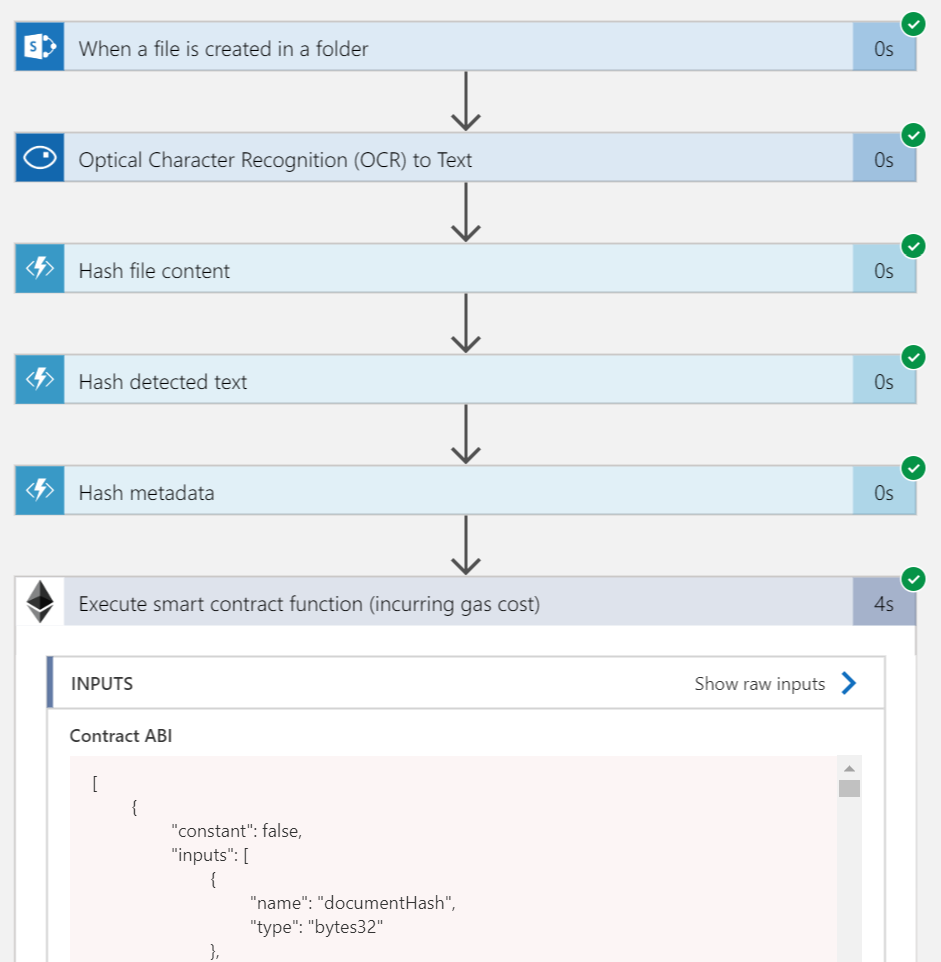 When a file is created in a folder 0s
Optical Character Recognition (OCR) to Text 0s
Hash file content 0s
Hash detected text 0s
Hash metadata 0s
Execute smart contract function (incurring gas cost) 4s
INPUTS Show raw inputs
Contract ABI
[
{
"constant": false,
"inputs": [
{
"name": "documentHash",
"type": "bytes32"
},